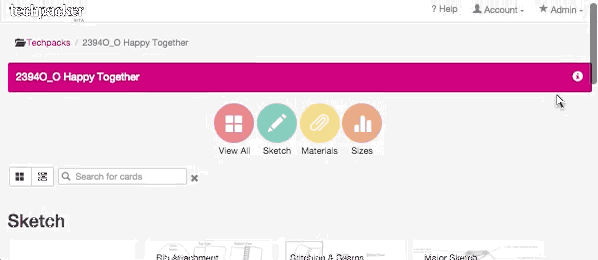 techpacker
BETA
? Help
Account
Admin
Techpacks / 2394O_O Happy Together
2394O_O Happy Together
View All
Sketch
Materials
Sizes
Search for cards
Sketch
Rib Attachment
Stitching & Seams
Major Sketch